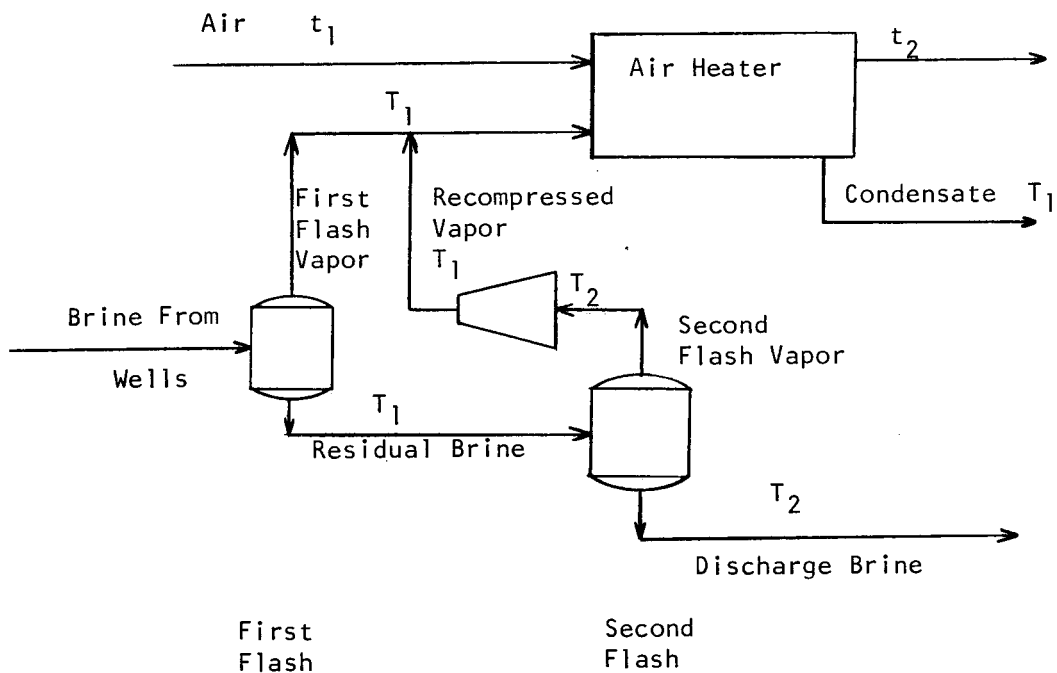 Air t1
t2
Air Heater
T1
First
Flash
Vapor
Recompressed
Vapor
T1
Condensate T1
T2
Brine From
Wells
Second
Flash Vapor
T1
Residual Brine
T2
Discharge Brine
First
Flash
Second
Flash